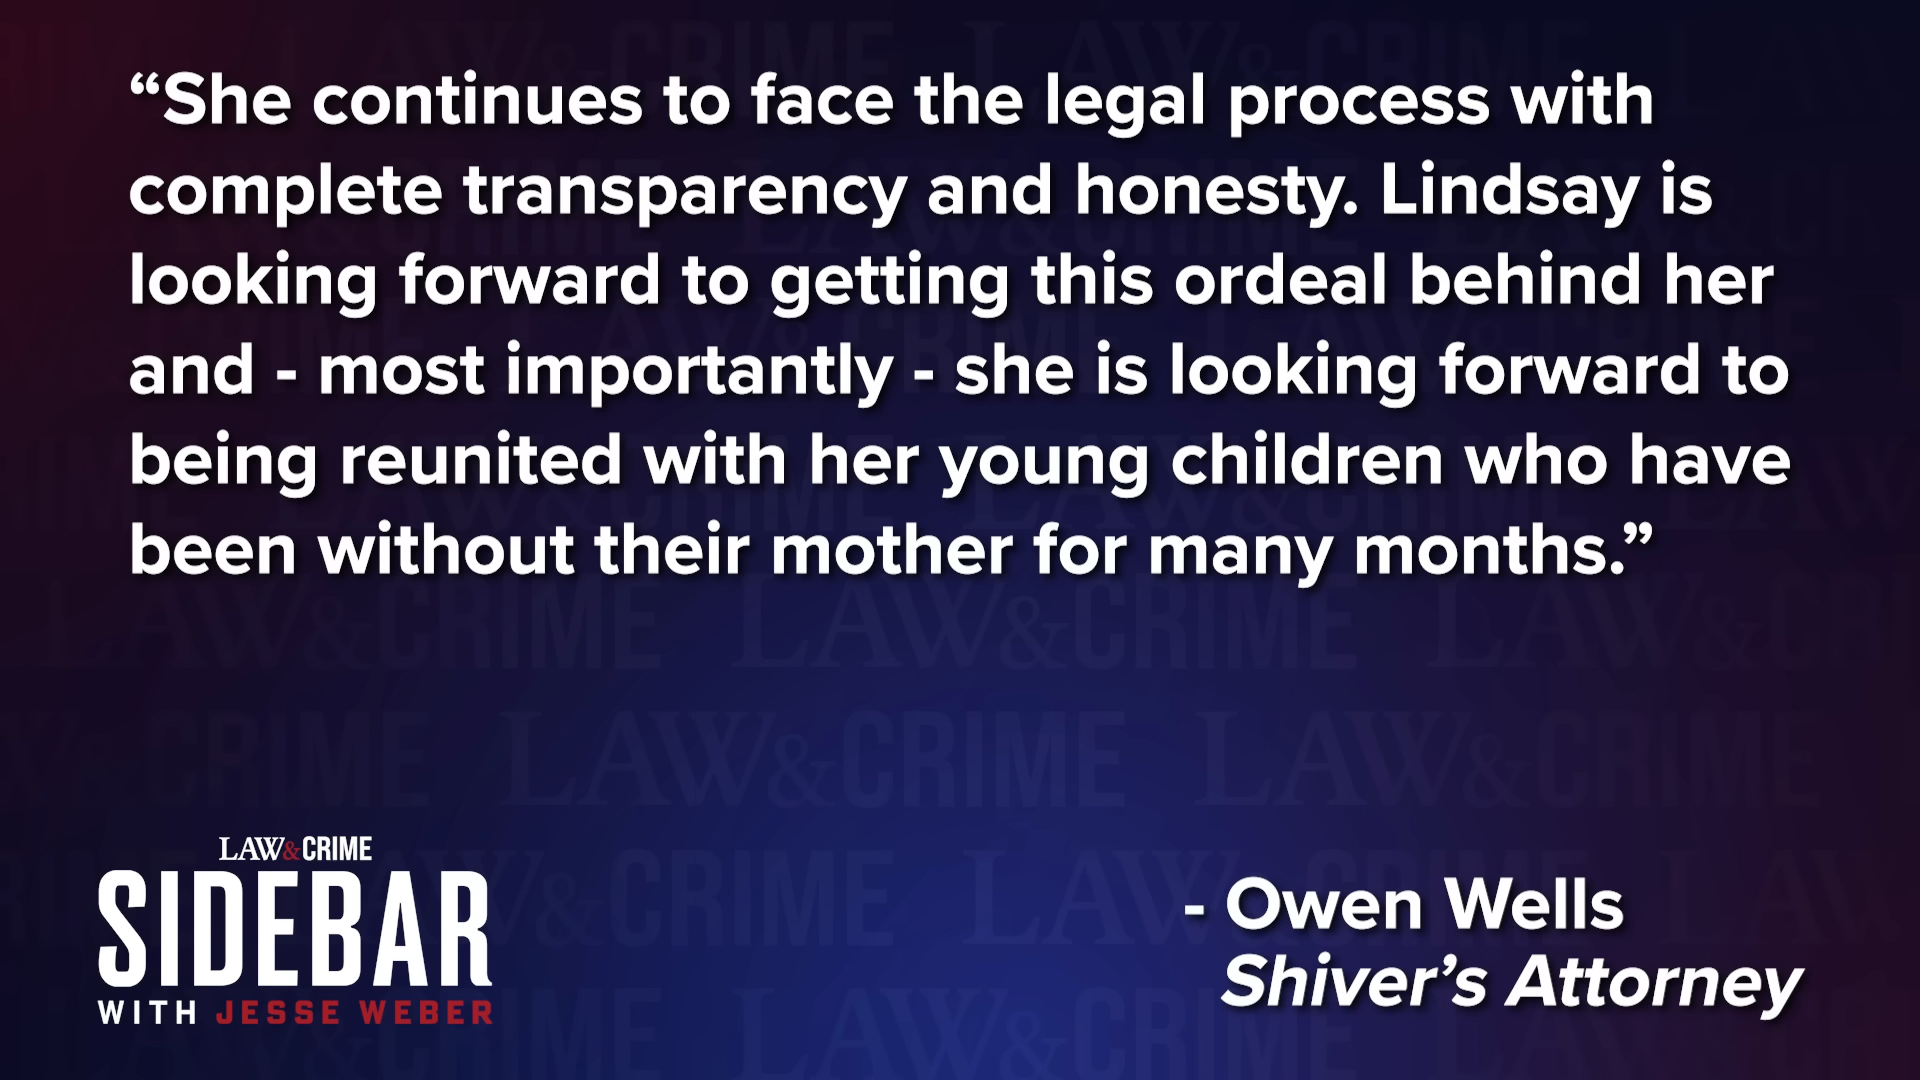 “She continues to face the legal process with
complete transparency and honesty. Lindsay is
looking forward to getting this ordeal behind her
and - most importantly - she is looking forward to
being reunited with her young children who have
been without their mother for many months.”
LAW&CRIME
SIDEBAR
WITH JESSE WEBER
- Owen Wells
Shiver’s Attorney